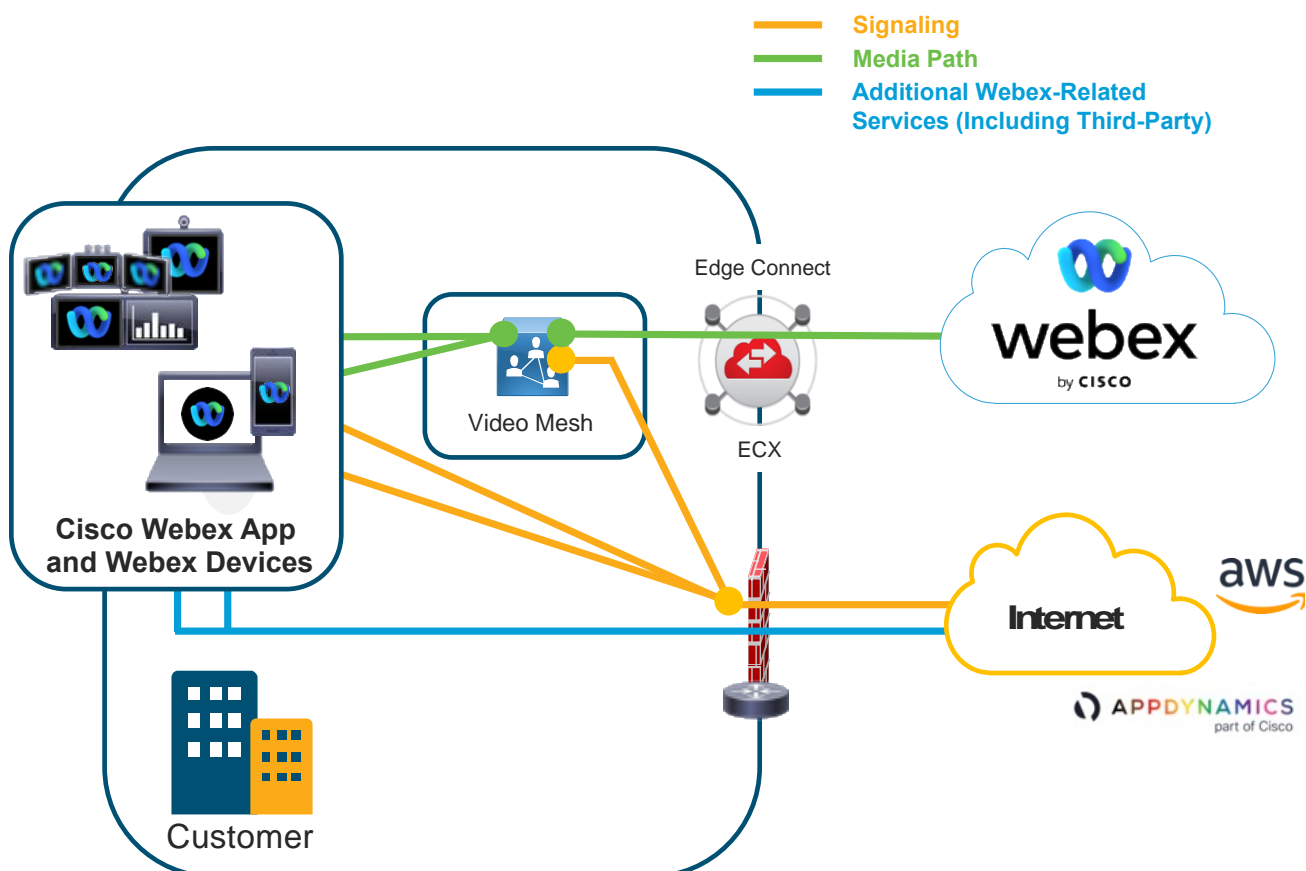 Signaling
Media Path
Additional Webex-Related
Services (Including Third-Party)
Edge Connect
webex
by CISCO
Video Mesh
ECX
Cisco Webex App
and Webex Devices
Internet
aws
APPDYNAMICS
part of Cisco
Customer